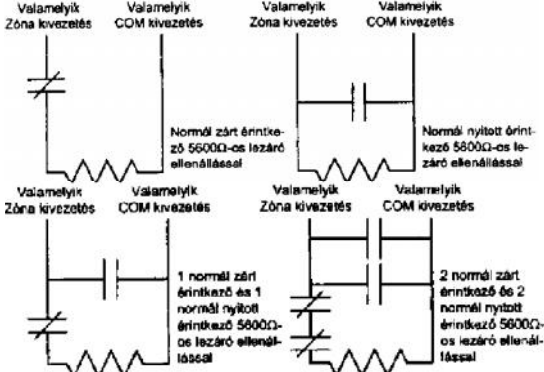 Valamelyik
Zóna kivezetés
Valamelyik
COM kivezetés
Normál zárt érintke-
ző 5600Ω-os lezáró
ellenállással
Valamelyik
Zóna kivezetés
Valamelyik
COM kivezetés
Normál nyitott érint-
kező 5600Ω-os le-
záró ellenállással
Valamelyik
Zóna kivezetés
Valamelyik
COM kivezetés
1 normál zárt
érintkező és 1
normál nyitott
érintkező 5600Ω-
os lezáró ellenál-
lással
Valamelyik
Zóna kivezetés
Valamelyik
COM kivezetés
2 normál zárt
érintkező és 2
normál nyitott
érintkező 5600Ω-
os lezáró ellenál-
lással